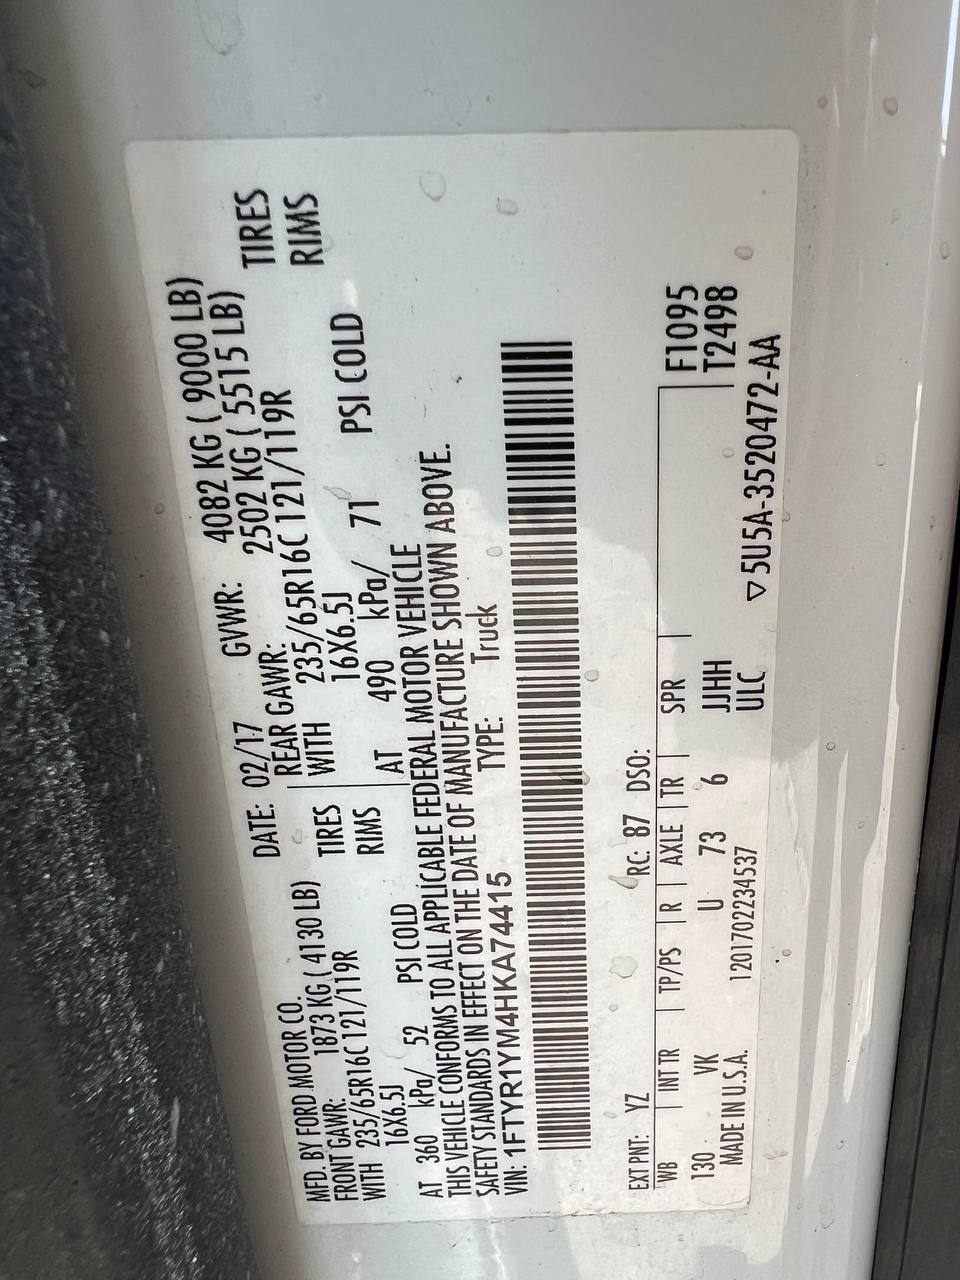 MFD. BY FORD MOTOR CO. DATE: 02/17 GVWR: 4082 KG ( 9000 LB)
FRONT GAWR: 1873 KG ( 4130 LB) REAR GAWR: 2502 KG ( 5515 LB)
WITH 235/65R16C 121/119R TIRES WITH 235/65R16C 121/119R TIRES
16X6.5J RIMS 16X6.5J RIMS
AT 360 kPa/ 52 PSI COLD AT 490 kPa/ 71 PSI COLD
THIS VEHICLE CONFORMS TO ALL APPLICABLE FEDERAL MOTOR VEHICLE
SAFETY STANDARDS IN EFFECT ON THE DATE OF MANUFACTURE SHOWN ABOVE.
VIN: 1FTYR1YM4HKA74415 TYPE: Truck
EXT PNT: YZ RC: 87 DSO:
WB INT TR TP/PS R AXLE TR SPR F1095
130 VK U 73 6 JJHH T2498
MADE IN U.S.A. 1201702234537 ULC
▽5U5A-3520472-AA